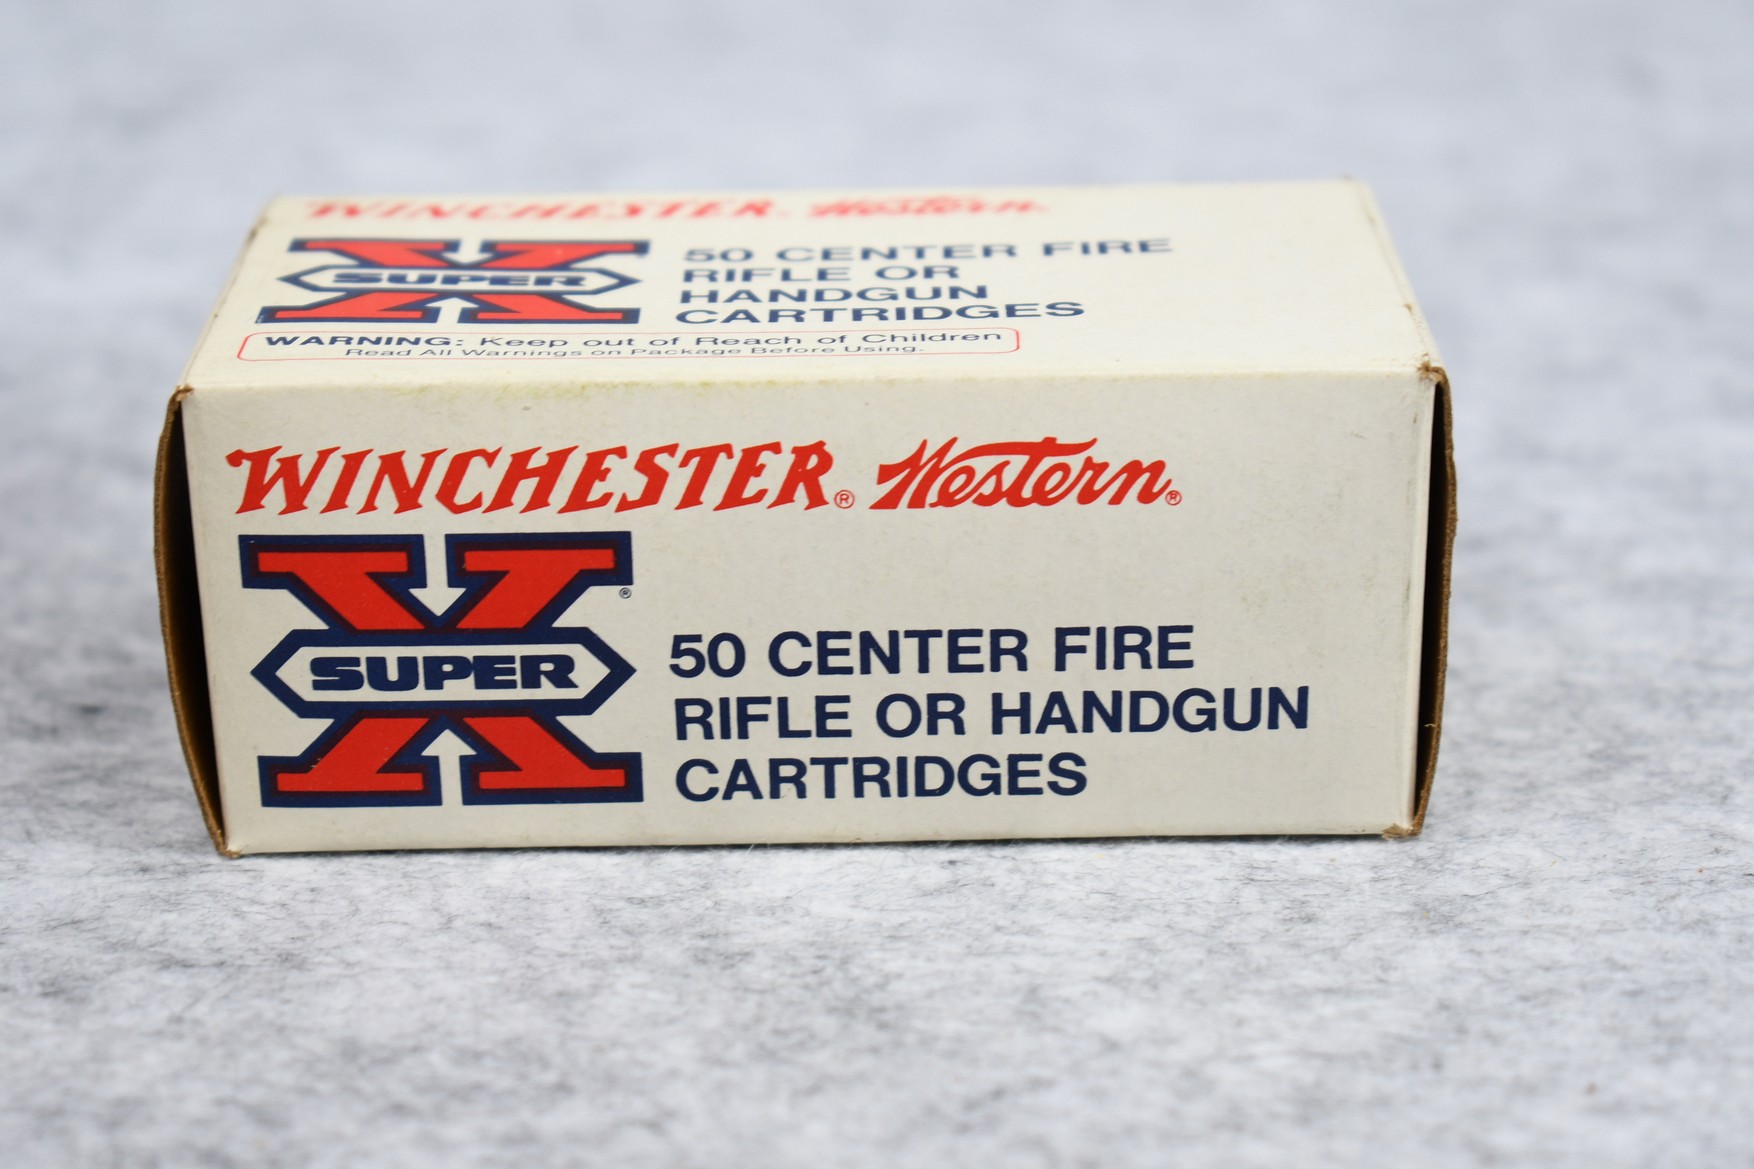 WINCHESTER. Western.
SUPER X
50 CENTER FIRE
RIFLE OR
HANDGUN
CARTRIDGES
WARNING: Keep out of Reach of Children
Read All Warnings on Package Before Using.
WINCHESTER® Western®
SUPER X®
50 CENTER FIRE
RIFLE OR HANDGUN
CARTRIDGES